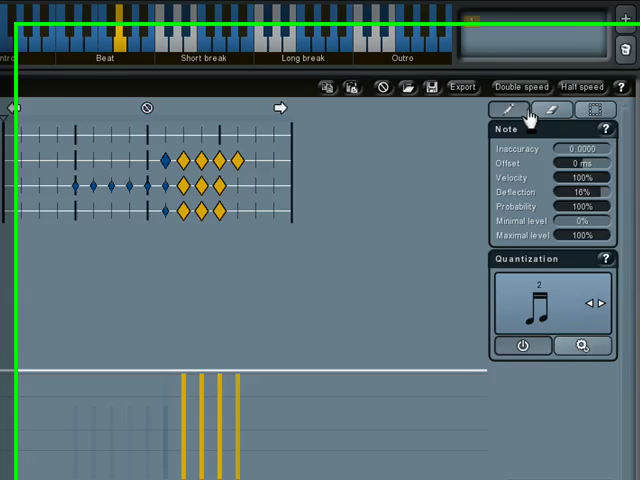 1
Beat Short break Long break Outro
Export Double speed Half speed ?
Note ?
Inaccuracy 0.0000
Offset 0 ms
Velocity 100%
Deflection 16%
Probability 100%
Minimal level 0%
Maximal level 100%
Quantization ?
2